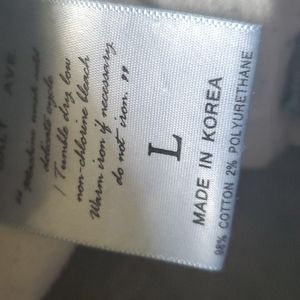 AVE.
" machine wash cold
delicate cycle
/ Tumble dry low
non-chlorine bleach
Warm iron if necessary
do not iron. "
L
MADE IN KOREA
98% COTTON 2% POLYURETHANE